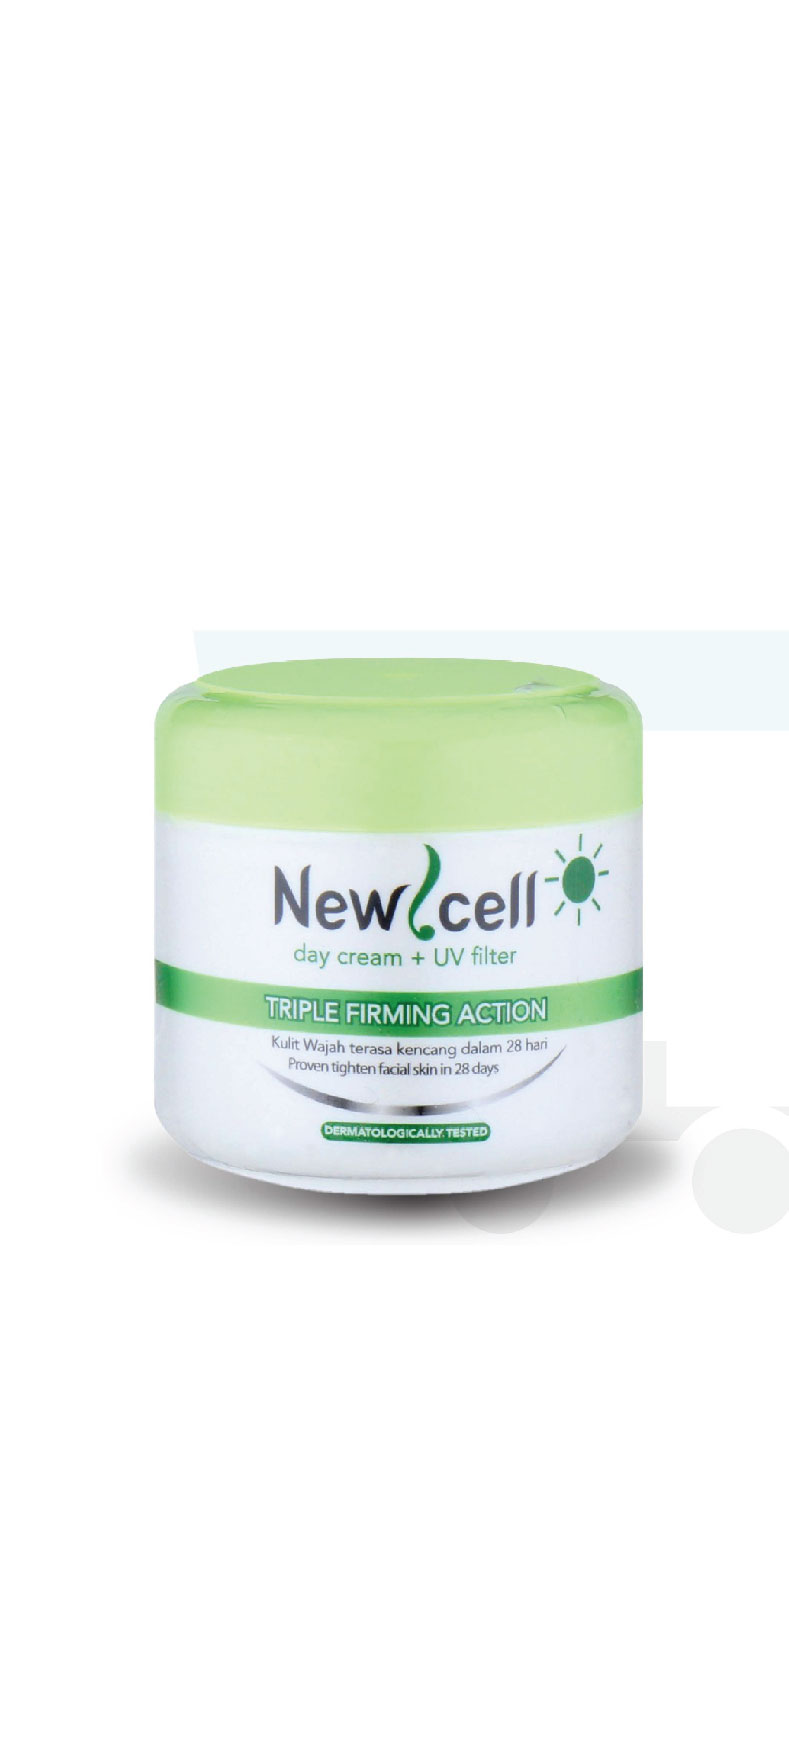 New cell
day cream + UV filter
TRIPLE FIRMING ACTION
Kulit Wajah terasa kencang dalam 28 hari
Proven tighten facial skin in 28 days
DERMATOLOGICALLY TESTED